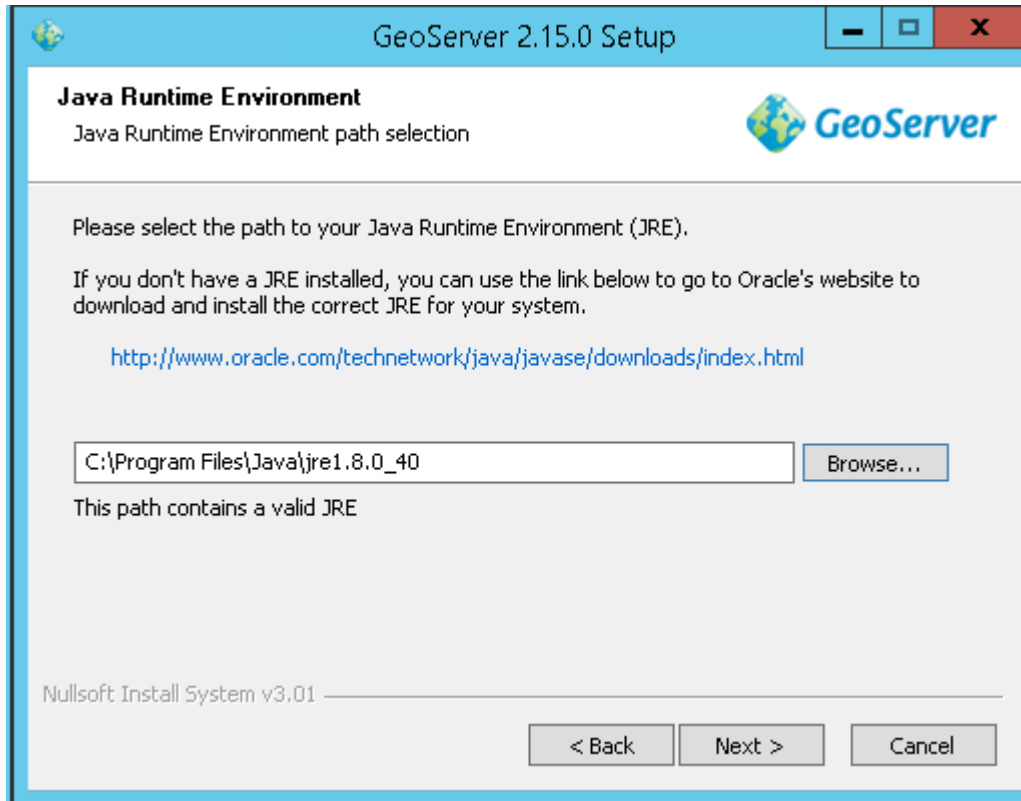 GeoServer 2.15.0 Setup
Java Runtime Environment
Java Runtime Environment path selection
GeoServer
Please select the path to your Java Runtime Environment (JRE).
If you don't have a JRE installed, you can use the link below to go to Oracle's website to
download and install the correct JRE for your system.
http://www.oracle.com/technetwork/java/javase/downloads/index.html
C:\Program Files\Java\jre1.8.0_40
Browse...
This path contains a valid JRE
Nullsoft Install System v3.01
< Back
Next >
Cancel